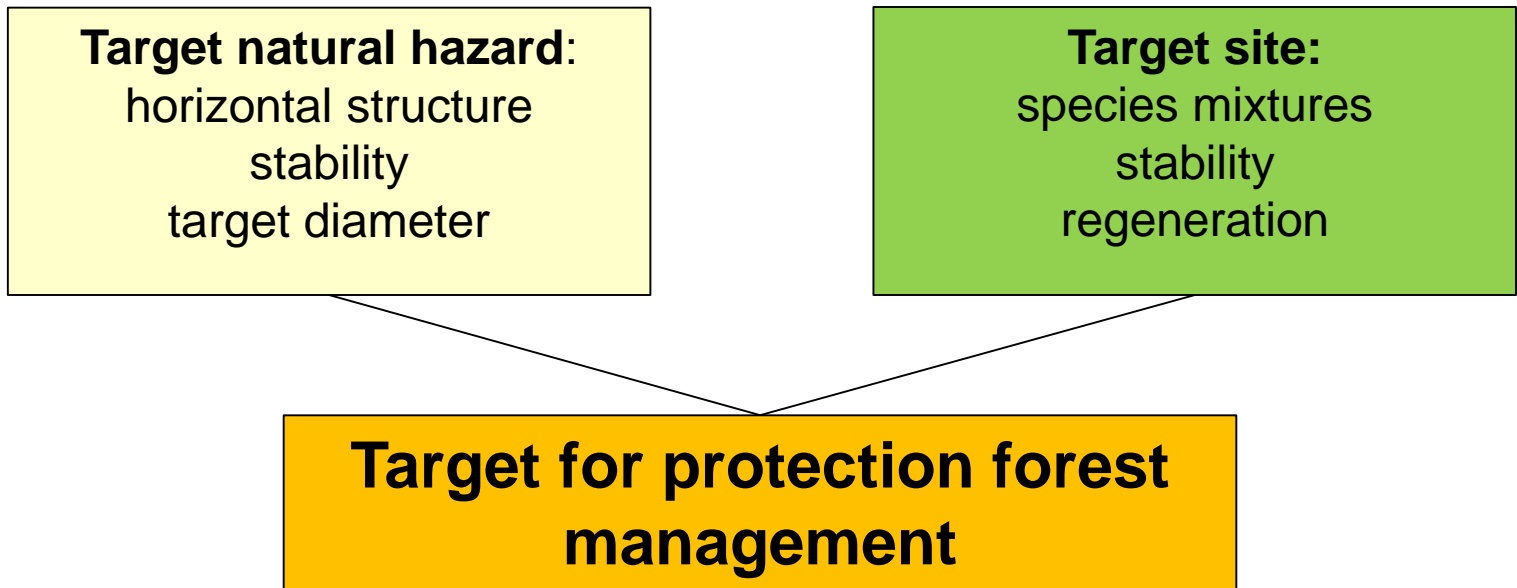 Target natural hazard:
horizontal structure
stability
target diameter
Target site:
species mixtures
stability
regeneration
Target for protection forest
management